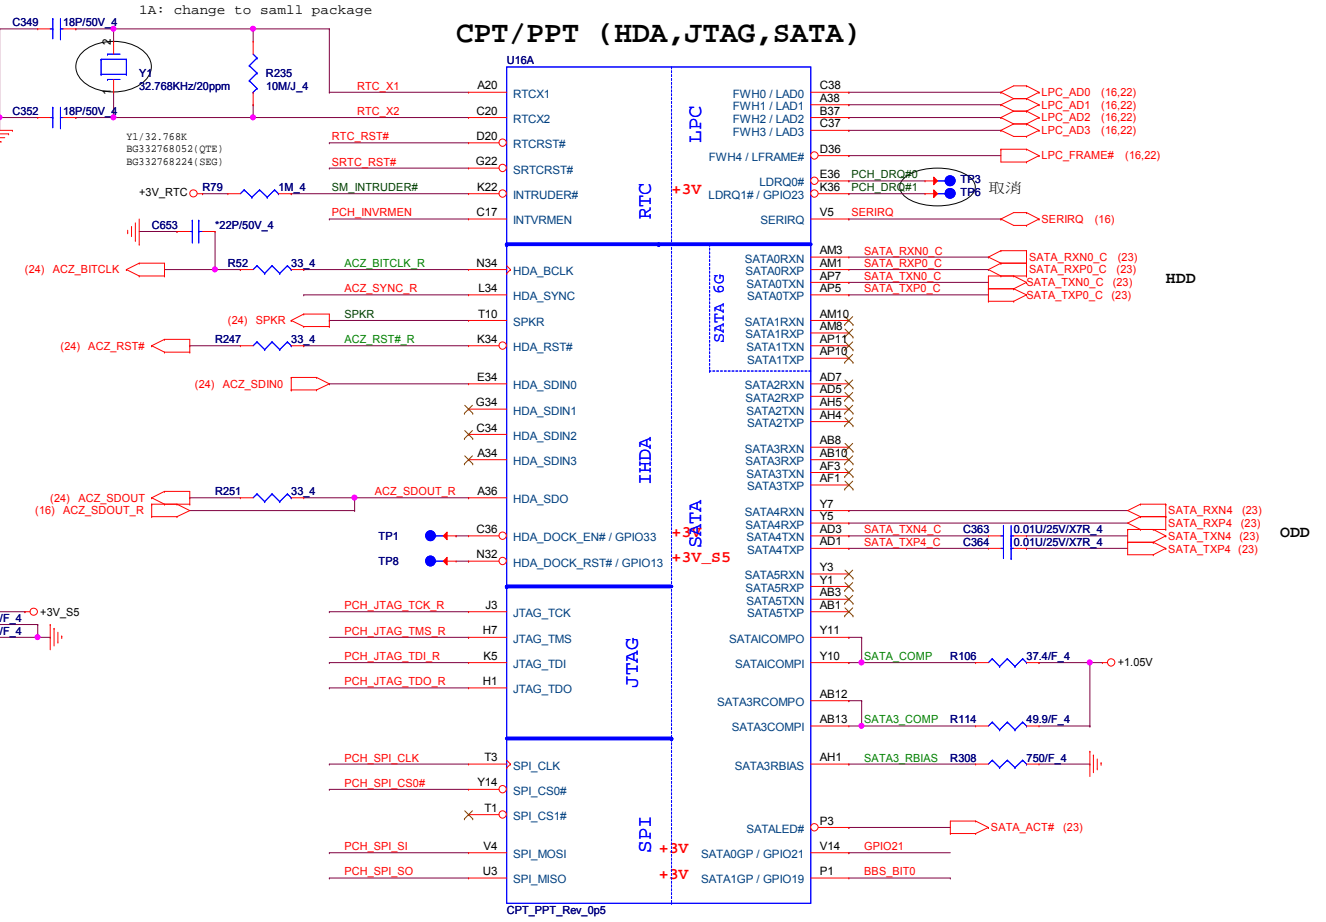 1A: change to samll package
CPT/PPT (HDA,JTAG,SATA)
C349
18P/50V_4
2
Y1
32.768KHz/20ppm
1
R235
10M/J_4
C352
18P/50V_4
Y1/32.768K
BG332768052(QTE)
BG332768224(SEG)
U16A
RTC_X1
A20
RTCX1
RTC_X2
C20
RTCX2
RTC_RST#
D20
RTCRST#
SRTC_RST#
G22
SRTCRST#
+3V_RTC
R79
1M_4
SM_INTRUDER#
K22
INTRUDER#
PCH_INVRMEN
C17
INTVRMEN
RTC
LPC
+3V
FWH0 / LAD0
C38
LPC_AD0 (16,22)
FWH1 / LAD1
A38
LPC_AD1 (16,22)
FWH2 / LAD2
B37
LPC_AD2 (16,22)
FWH3 / LAD3
C37
LPC_AD3 (16,22)
FWH4 / LFRAME#
D36
LPC_FRAME# (16,22)
LDRQ0#
E36
PCH_DRQ#0
TP3
LDRQ1# / GPIO23
K36
PCH_DRQ#1
TP6
取消
SERIRQ
V5
SERIRQ
SERIRQ (16)
C653
*22P/50V_4
(24) ACZ_BITCLK
R52
33_4
ACZ_BITCLK_R
N34
HDA_BCLK
ACZ_SYNC_R
L34
HDA_SYNC
(24) SPKR
SPKR
T10
SPKR
(24) ACZ_RST#
R247
33_4
ACZ_RST#_R
K34
HDA_RST#
(24) ACZ_SDIN0
E34
HDA_SDIN0
G34
HDA_SDIN1
C34
HDA_SDIN2
A34
HDA_SDIN3
(24) ACZ_SDOUT
R251
33_4
ACZ_SDOUT_R
A36
HDA_SDO
(16) ACZ_SDOUT_R
TP1
C36
HDA_DOCK_EN# / GPIO33
+3V
TP8
N32
HDA_DOCK_RST# / GPIO13
+3V_S5
IHDA
SATA
SATA 6G
SATA0RXN
AM3
SATA_RXN0_C
SATA_RXN0_C (23)
SATA0RXP
AM1
SATA_RXP0_C
SATA_RXP0_C (23)
SATA0TXN
AP7
SATA_TXN0_C
SATA_TXN0_C (23)
SATA0TXP
AP5
SATA_TXP0_C
SATA_TXP0_C (23)
HDD
SATA1RXN
AM10
SATA1RXP
AM8
SATA1TXN
AP11
SATA1TXP
AP10
SATA2RXN
AD7
SATA2RXP
AD5
SATA2TXN
AH5
SATA2TXP
AH4
SATA3RXN
AB8
SATA3RXP
AB10
SATA3TXN
AF3
SATA3TXP
AF1
SATA4RXN
Y7
SATA_RXN4 (23)
SATA4RXP
Y5
SATA_RXP4 (23)
SATA4TXN
AD3
SATA_TXN4_C
C363
0.01U/25V/X7R_4
SATA_TXN4 (23)
SATA4TXP
AD1
SATA_TXP4_C
C364
0.01U/25V/X7R_4
SATA_TXP4 (23)
ODD
SATA5RXN
Y3
SATA5RXP
Y1
SATA5TXN
AB3
SATA5TXP
AB1
+3V_S5
/F_4
/F_4
PCH_JTAG_TCK_R
J3
JTAG_TCK
PCH_JTAG_TMS_R
H7
JTAG_TMS
PCH_JTAG_TDI_R
K5
JTAG_TDI
PCH_JTAG_TDO_R
H1
JTAG_TDO
JTAG
SATAICOMPO
Y11
SATAICOMPI
Y10
SATA_COMP
R106
37.4/F_4
+1.05V
SATA3RCOMPO
AB12
SATA3COMPI
AB13
SATA3_COMP
R114
49.9/F_4
SATA3RBIAS
AH1
SATA3_RBIAS
R308
750/F_4
PCH_SPI_CLK
T3
SPI_CLK
PCH_SPI_CS0#
Y14
SPI_CS0#
T1
SPI_CS1#
PCH_SPI_SI
V4
SPI_MOSI
PCH_SPI_SO
U3
SPI_MISO
SPI
SATALED#
P3
SATA_ACT# (23)
+3V
SATA0GP / GPIO21
V14
GPIO21
+3V
SATA1GP / GPIO19
P1
BBS_BIT0
CPT_PPT_Rev_0p5